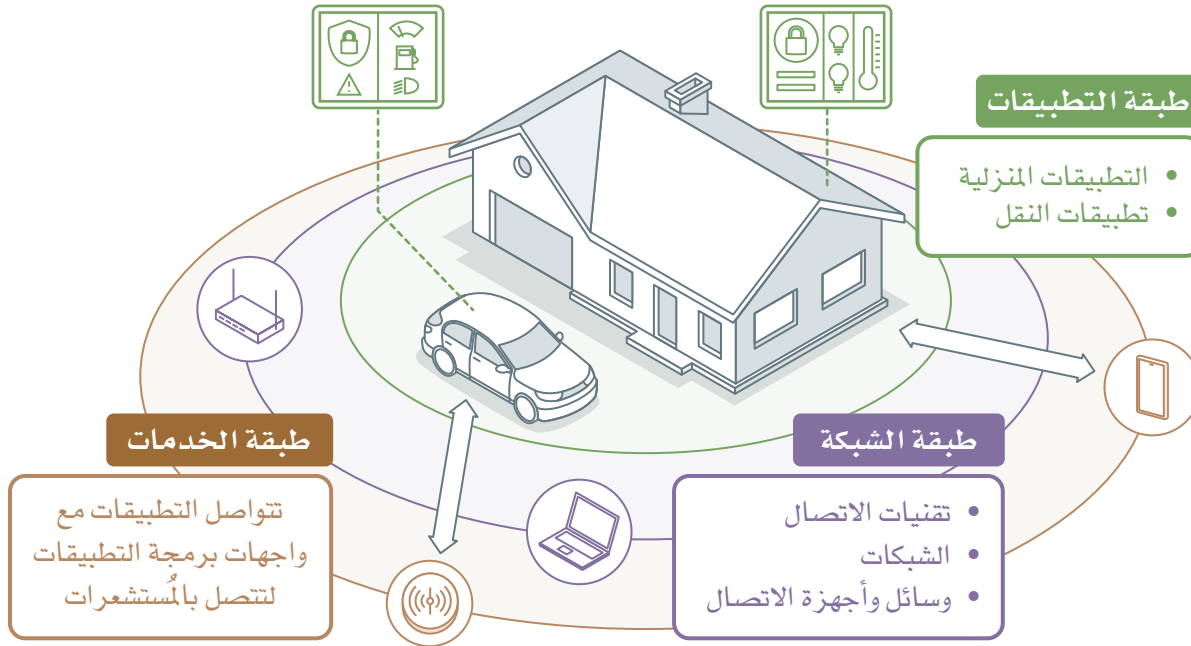 طبقة التطبيقات
• التطبيقات المنزلية
• تطبيقات النقل
طبقة الشبكة
• تقنيات الاتصال
• الشبكات
• وسائل وأجهزة الاتصال
طبقة الخدمات
تتواصل التطبيقات مع
واجهات برمجة التطبيقات
لتتصل بالمُستشعرات